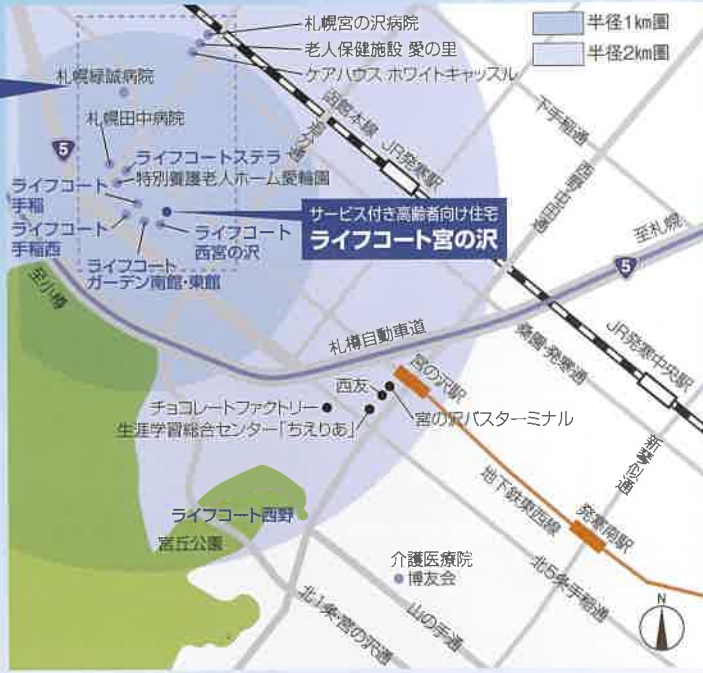 札幌宮の沢病院
老人保健施設 愛の里
ケアハウス ホワイトキャッスル
半径1km圏
半径2km圏
札幌緑誠病院
札幌田中病院
5
ライフコートステラ
特別養護老人ホーム愛輪園
ライフコート
手稲
ライフコート
手稲西
ライフコート
ガーデン南館・東館
ライフコート
西宮の沢
サービス付き高齢者向け住宅
ライフコート宮の沢
函館本線
JR発寒駅
追分通
下手稲通
西野屯田通
至札幌
5
至小樽
札樽自動車道
桑園・発寒通
JR発寒中央駅
宮の沢駅
西友
宮の沢バスターミナル
チョコレートファクトリー
生涯学習総合センター「ちえりあ」
新琴似通
地下鉄東西線
発寒南駅
ライフコート西野
宮丘公園
介護医療院
博友会
北5条手稲通
北1条・宮の沢通
山の手通
N